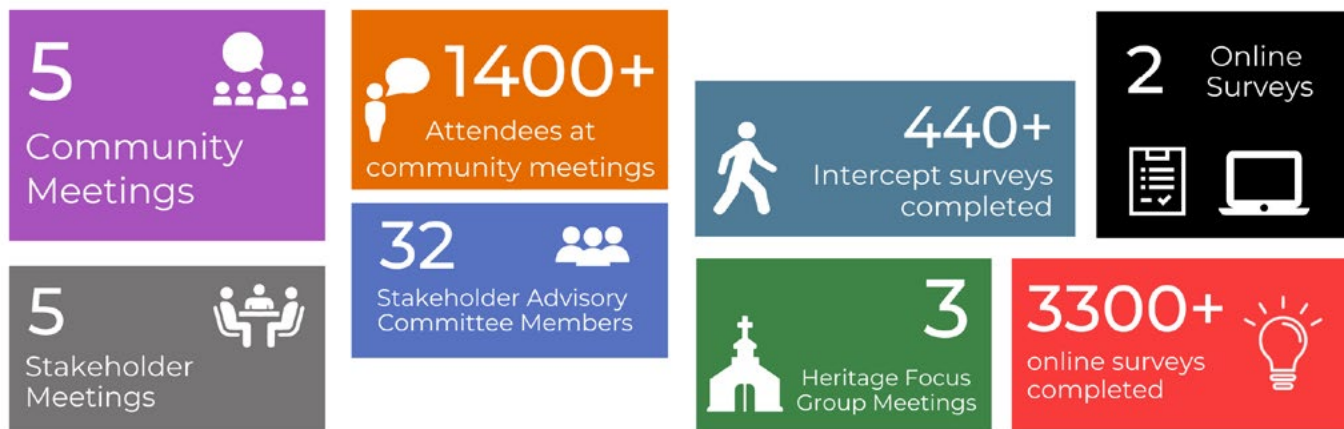 5
Community
Meetings
1400+
Attendees at
community meetings
440+
Intercept surveys
completed
2
Online
Surveys
5
Stakeholder
Meetings
32
Stakeholder Advisory
Committee Members
3
Heritage Focus
Group Meetings
3300+
online surveys
completed